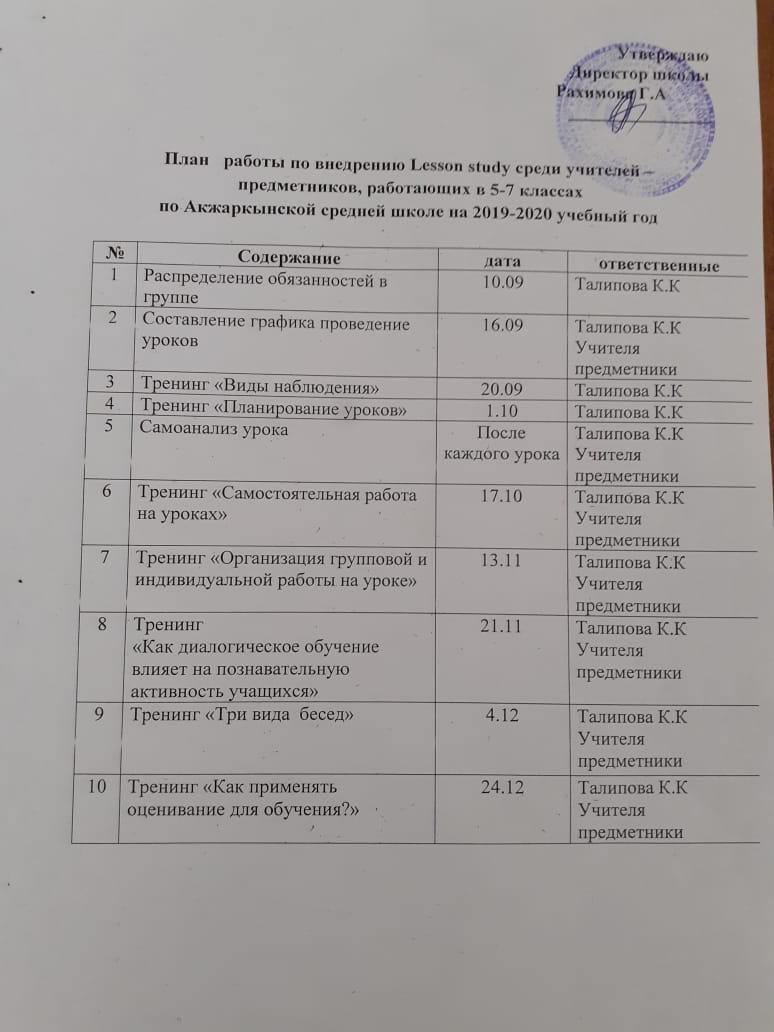 Утверждаю
Директор школы
Рахимова Г.А
План работы по внедрению Lesson study среди учителей –
предметников, работающих в 5-7 классах
по Акжаркынской средней школе на 2019-2020 учебный год
№ Содержание дата ответственные
1 Распределение обязанностей в 10.09 Талипова К.К
группе
2 Составление графика проведение 16.09 Талипова К.К
уроков Учителя
предметники
3 Тренинг «Виды наблюдения» 20.09 Талипова К.К
4 Тренинг «Планирование уроков» 1.10 Талипова К.К
5 Самоанализ урока После Талипова К.К
каждого урока Учителя
предметники
6 Тренинг «Самостоятельная работа 17.10 Талипова К.К
на уроках» Учителя
предметники
7 Тренинг «Организация групповой и 13.11 Талипова К.К
индивидуальной работы на уроке» Учителя
предметники
8 Тренинг 21.11 Талипова К.К
«Как диалогическое обучение Учителя
влияет на познавательную предметники
активность учащихся»
9 Тренинг «Три вида бесед» 4.12 Талипова К.К
Учителя
предметники
10 Тренинг «Как применять 24.12 Талипова К.К
оценивание для обучения?» Учителя
предметники